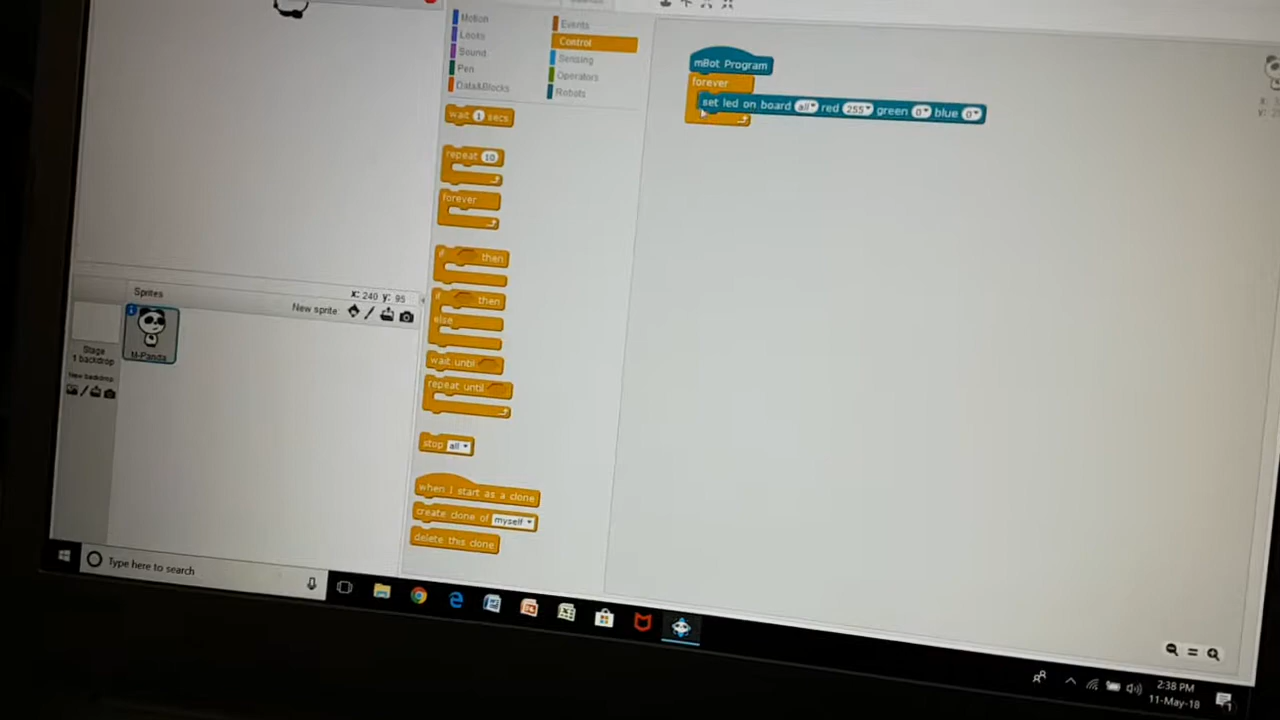 Motion
Looks
Sound
Pen
Data&Blocks
Events
Control
Sensing
Operators
Robots
wait 1 secs
repeat 10
forever
if then
if then
else
wait until
repeat until
stop all
when I start as a clone
create clone of myself
delete this clone
mBot Program
forever
set led on board all red 255 green 0 blue 0
x: 240 y: 95
Sprites
New sprite:
M-Panda
Stage
1 backdrop
New backdrop:
Type here to search
2:38 PM
11-May-18